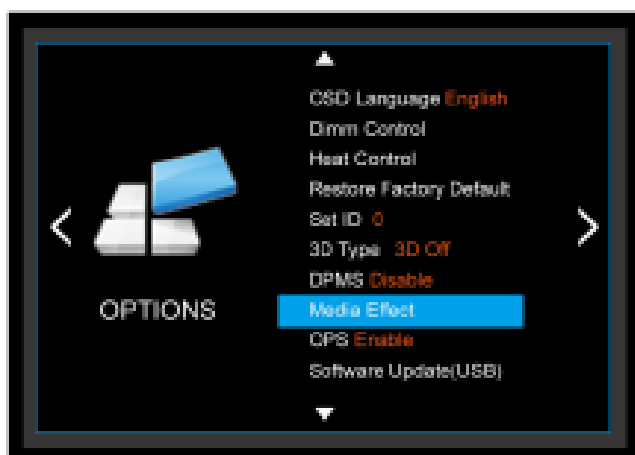 OSD Language English
Dimm Control
Heat Control
Restore Factory Default
Set ID 0
3D Type 3D Off
DPMS Disable
OPTIONS
Media Effect
OPS Enable
Software Update(USB)